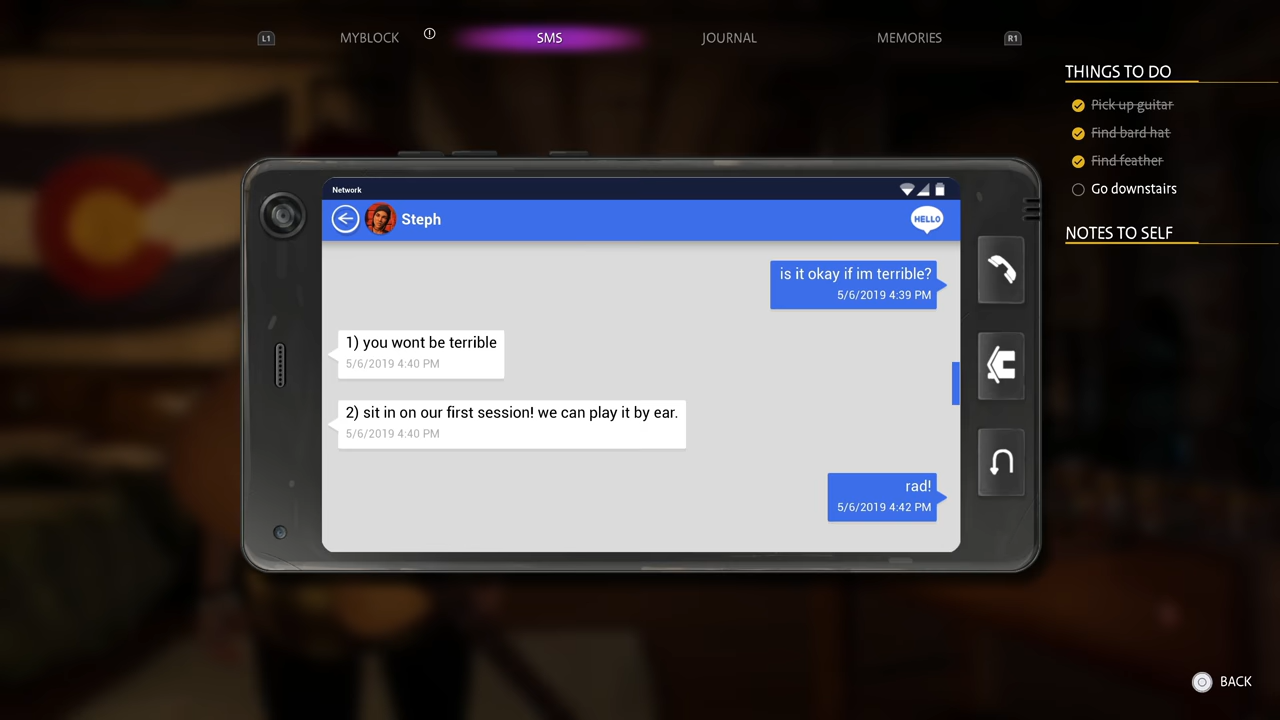 L1
MYBLOCK
SMS
JOURNAL
MEMORIES
R1
THINGS TO DO
Pick up guitar
Find bard hat
Find feather
Go downstairs
NOTES TO SELF
Network
Steph
HELLO
is it okay if im terrible?
5/6/2019 4:39 PM
1) you wont be terrible
5/6/2019 4:40 PM
2) sit in on our first session! we can play it by ear.
5/6/2019 4:40 PM
rad!
5/6/2019 4:42 PM
BACK